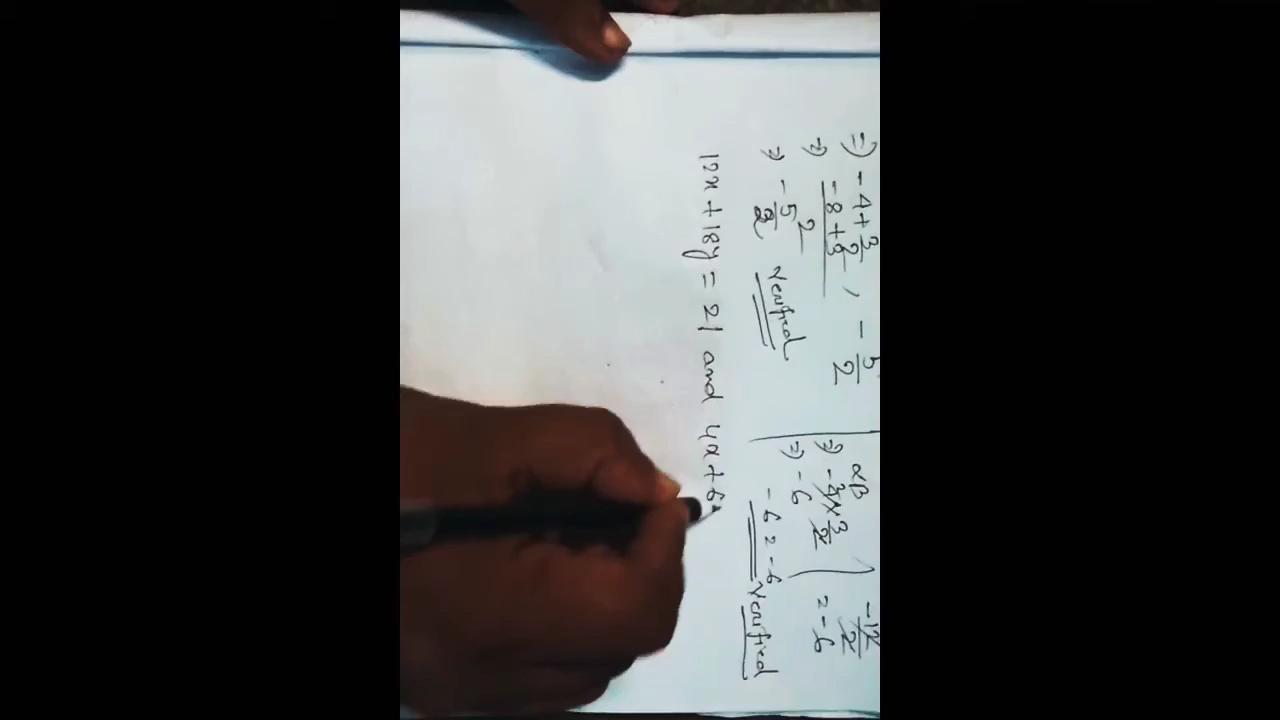 =) -4+3/2, -5/2
=) -8+3/2
=) -5/2 Verified
αβ
=) -4×3/2
=) -6
-12/2
= -6
-6 = -6 Verified
12x+18y = 21 and 4x+6